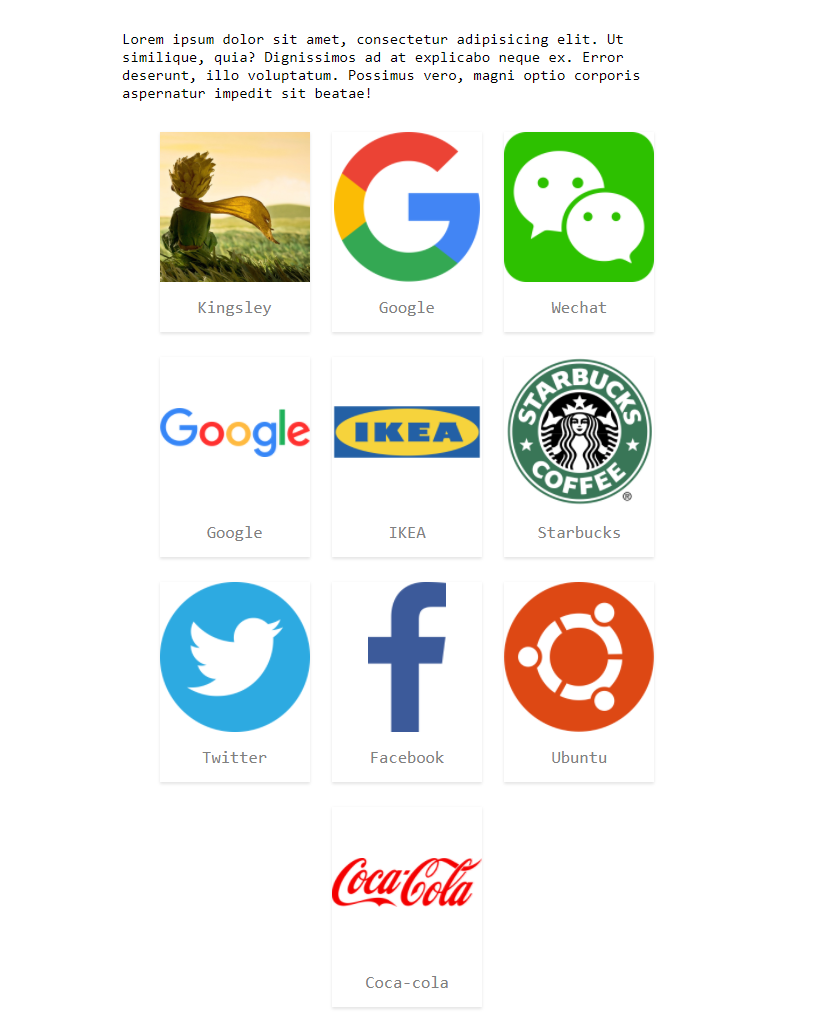 Lorem ipsum dolor sit amet, consectetur adipisicing elit. Ut
similique, quia? Dignissimos ad at explicabo neque ex. Error
deserunt, illo voluptatum. Possimus vero, magni optio corporis
aspernatur impedit sit beatae!
Kingsley
Google
Wechat
Google
IKEA
STARBUCKS
COFFEE
®
Google
IKEA
Starbucks
Twitter
Facebook
Ubuntu
Coca-Cola
Coca-cola